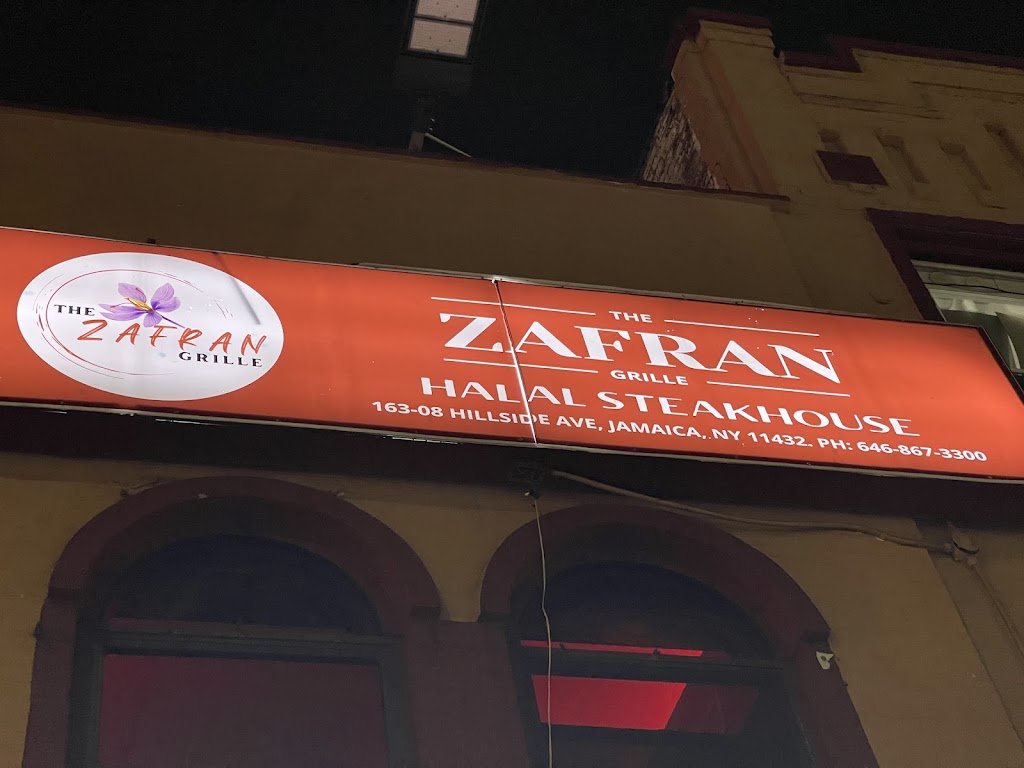 THE
ZAFRAN
GRILLE
THE
ZAFRAN
GRILLE
HALAL STEAKHOUSE
163-08 HILLSIDE AVE, JAMAICA, NY 11432. PH: 646-867-3300